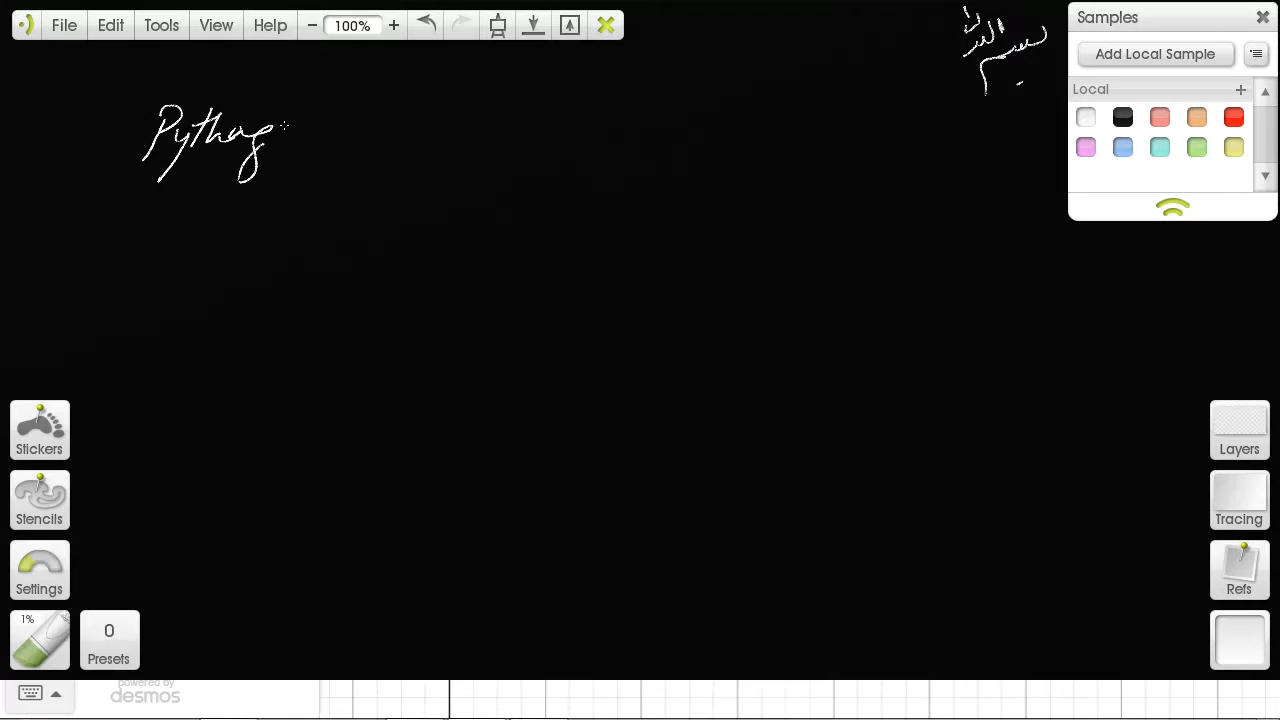 File Edit Tools View Help − 100% +
Samples
Add Local Sample
Local +
بسم الله
Pythag
Stickers
Stencils
Settings
1%
0
Presets
Layers
Tracing
Refs
powered by
desmos